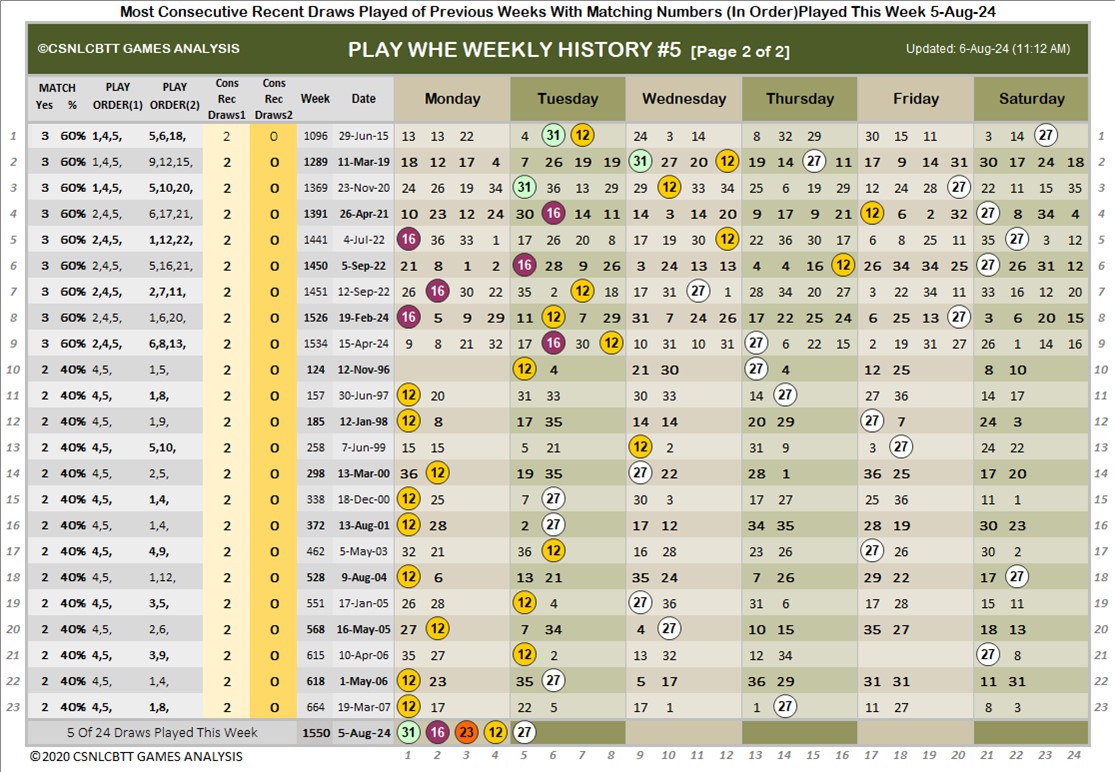 Most Consecutive Recent Draws Played of Previous Weeks With Matching Numbers (In Order)Played This Week 5-Aug-24
©CSNLCBTT GAMES ANALYSIS PLAY WHE WEEKLY HISTORY #5 [Page 2 of 2] Updated: 6-Aug-24 (11:12 AM)
MATCH PLAY PLAY Cons Cons
Yes % ORDER(1) ORDER(2) Rec Rec Week Date Monday Tuesday Wednesday Thursday Friday Saturday
Draws1 Draws2
1 3 60% 1,4,5, 5,6,18, 2 0 1096 29-Jun-15 13 13 22 4 31 12 24 3 14 8 32 29 30 15 11 3 14 23 1
2 3 60% 1,4,5, 9,12,15, 2 0 1289 11-Mar-19 18 12 17 4 7 26 19 19 31 27 20 12 19 14 27 11 17 9 14 31 30 17 24 18 2
3 3 60% 1,4,5, 5,10,20, 2 0 1369 23-Nov-20 24 26 19 34 31 36 13 29 29 12 33 34 25 6 19 29 12 24 28 27 22 11 15 35 3
4 3 60% 2,4,5, 6,17,21, 2 0 1391 26-Apr-21 10 23 12 24 30 16 14 11 14 3 14 20 9 17 9 21 12 6 2 32 27 8 34 4 4
5 3 60% 2,4,5, 1,12,22, 2 0 1441 4-Jul-22 16 36 33 1 17 26 20 8 17 19 30 12 22 36 30 17 6 8 25 11 35 27 3 12 5
6 3 60% 2,4,5, 5,16,21, 2 0 1450 5-Sep-22 21 8 1 2 16 28 9 26 3 24 13 13 4 4 16 12 26 34 34 25 27 26 31 12 6
7 3 60% 2,4,5, 2,7,11, 2 0 1451 12-Sep-22 26 16 30 22 35 2 12 18 17 31 27 1 28 34 20 27 3 22 34 11 33 16 12 20 7
8 3 60% 2,4,5, 1,6,20, 2 0 1526 19-Feb-24 16 5 9 29 11 12 7 29 31 7 24 26 17 22 25 24 6 25 13 27 3 6 20 15 8
9 3 60% 2,4,5, 6,8,13, 2 0 1534 15-Apr-24 9 8 21 32 17 16 30 12 10 31 10 31 27 6 22 15 2 19 31 27 26 1 14 16 9
10 2 40% 4,5, 1,5, 2 0 124 12-Nov-96 12 4 21 30 27 4 12 25 8 10 10
11 2 40% 4,5, 1,8, 2 0 157 30-Jun-97 12 20 31 33 30 33 14 27 27 36 14 17 11
12 2 40% 4,5, 1,9, 2 0 185 12-Jan-98 12 8 17 35 14 14 20 29 27 7 24 3 12
13 2 40% 4,5, 5,10, 2 0 258 7-Jun-99 15 15 5 21 12 2 31 9 3 27 24 22 13
14 2 40% 4,5, 2,5, 2 0 298 13-Mar-00 36 12 19 35 27 22 28 1 36 25 17 20 14
15 2 40% 4,5, 1,4, 2 0 338 18-Dec-00 12 25 7 27 30 3 17 27 25 36 11 1 15
16 2 40% 4,5, 1,4, 2 0 372 13-Aug-01 12 28 2 27 17 12 34 35 28 19 30 23 16
17 2 40% 4,5, 4,9, 2 0 462 5-May-03 32 21 36 12 16 28 23 26 27 26 30 2 17
18 2 40% 4,5, 1,12, 2 0 528 9-Aug-04 12 6 13 21 35 24 7 26 29 22 17 27 18
19 2 40% 4,5, 3,5, 2 0 551 17-Jan-05 26 28 12 4 27 36 31 6 17 28 15 11 19
20 2 40% 4,5, 2,6, 2 0 568 16-May-05 27 12 7 34 4 27 10 15 35 27 18 13 20
21 2 40% 4,5, 3,9, 2 0 615 10-Apr-06 35 27 12 2 13 32 12 34 27 8 21
22 2 40% 4,5, 1,4, 2 0 618 1-May-06 12 23 35 27 5 17 36 29 31 31 11 31 22
23 2 40% 4,5, 1,8, 2 0 664 19-Mar-07 12 17 22 5 17 1 1 27 11 27 8 3 23
5 Of 24 Draws Played This Week 1550 5-Aug-24 31 16 23 12 27
©2020 CSNLCBTT GAMES ANALYSIS 1 2 3 4 5 6 7 8 9 10 11 12 13 14 15 16 17 18 19 20 21 22 23 24